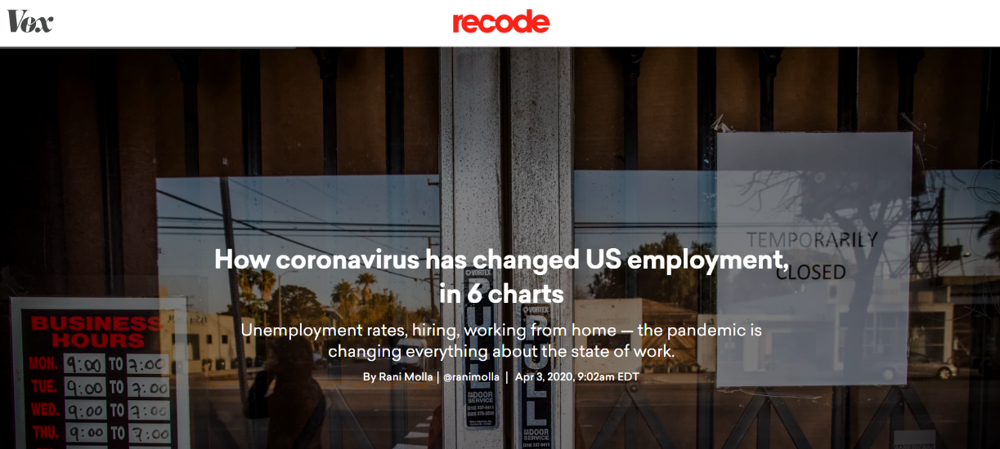 Vox
recode
TEMPORARILY
CLOSED
How coronavirus has changed US employment,
in 6 charts
Unemployment rates, hiring, working from home — the pandemic is
changing everything about the state of work.
By Rani Molla | @ranimolla | Apr 3, 2020, 9:02am EDT
BUSINESS
HOURS
MON. 9:00 TO 7:00
TUE. 9:00 TO 7:00
WED. 9:00 TO 7:00
THU. 9:00 TO 7:00
VORTEX
PULL
DOOR
SERVICE
VORTEX
PULL
DOOR
SERVICE